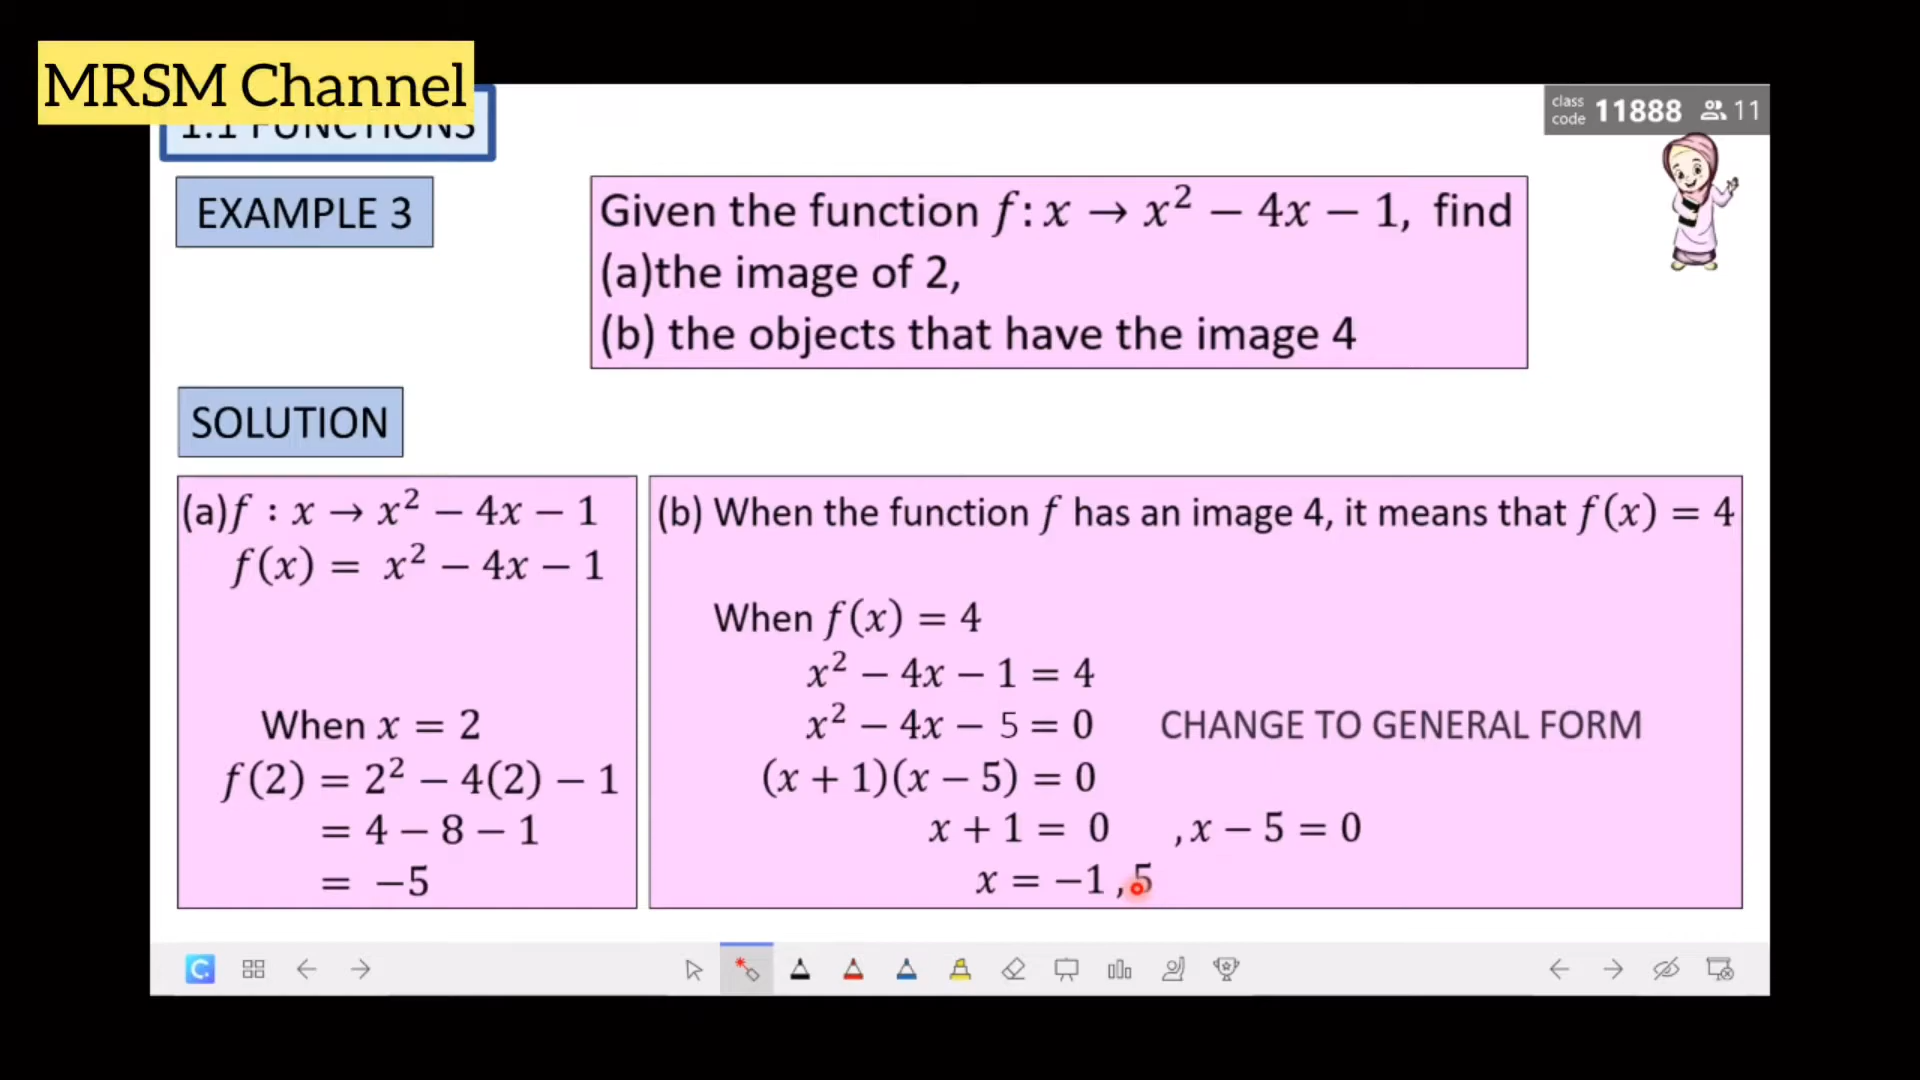 MRSM Channel
1.1 FUNCTIONS
class code 11888 11
EXAMPLE 3
Given the function f : x → x² − 4x − 1, find
(a)the image of 2,
(b) the objects that have the image 4
SOLUTION
(a)f : x → x² − 4x − 1
f(x) = x² − 4x − 1
When x = 2
f(2) = 2² − 4(2) − 1
= 4 − 8 − 1
= −5
(b) When the function f has an image 4, it means that f(x) = 4
When f(x) = 4
x² − 4x − 1 = 4
x² − 4x − 5 = 0 CHANGE TO GENERAL FORM
(x + 1)(x − 5) = 0
x + 1 = 0 , x − 5 = 0
x = −1 , 5